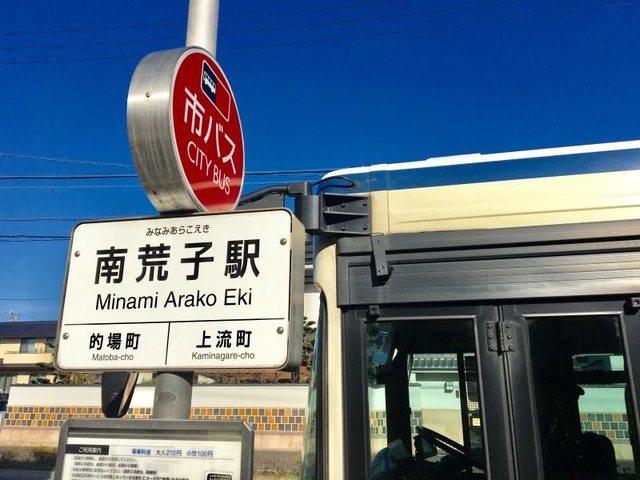 市バス
CITY BUS
みなみあらこえき
南荒子駅
Minami Arako Eki
的場町
Matoba-cho
上流町
Kaminagare-cho
ご利用案内
乗車料金 大人210円 小児100円